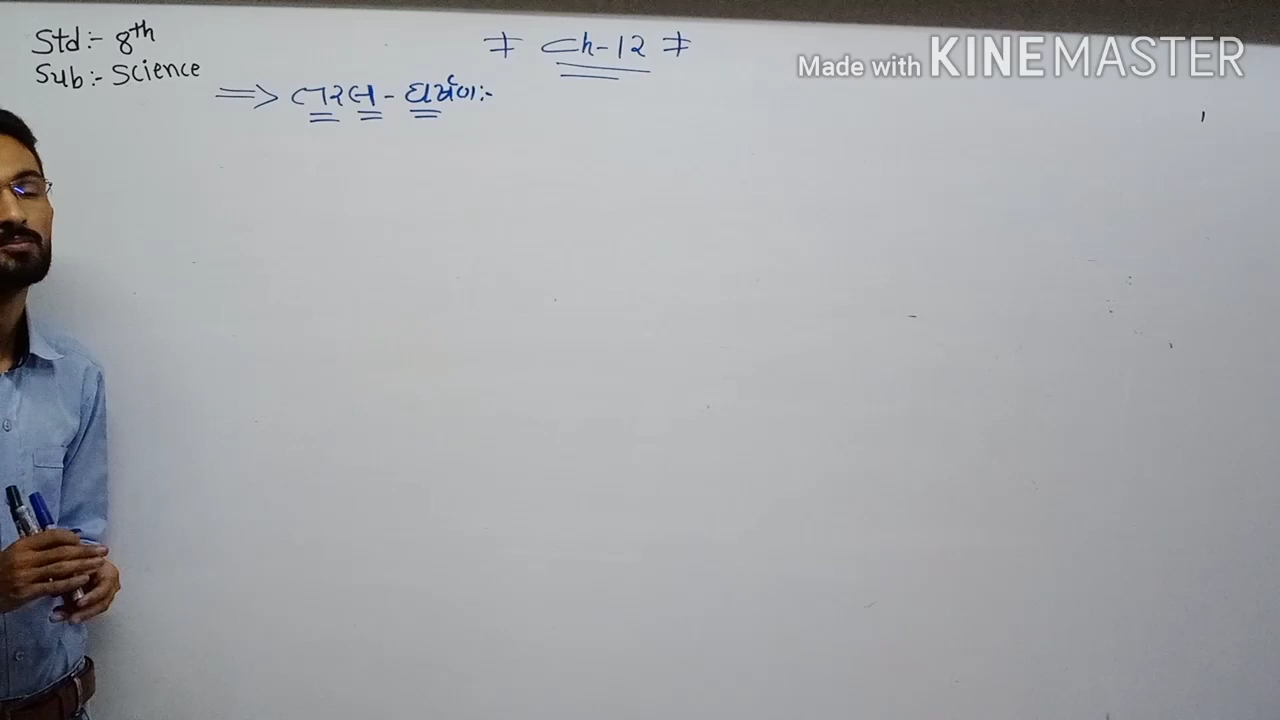 Std:- 8th
Sub:- Science
≠ Ch-12 ≠
Made with KINEMASTER
=> તરલ - ઘર્ષણ:-